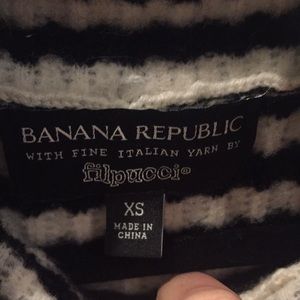 BANANA REPUBLIC
WITH FINE ITALIAN YARN BY
filpucci®
XS
MADE IN
CHINA